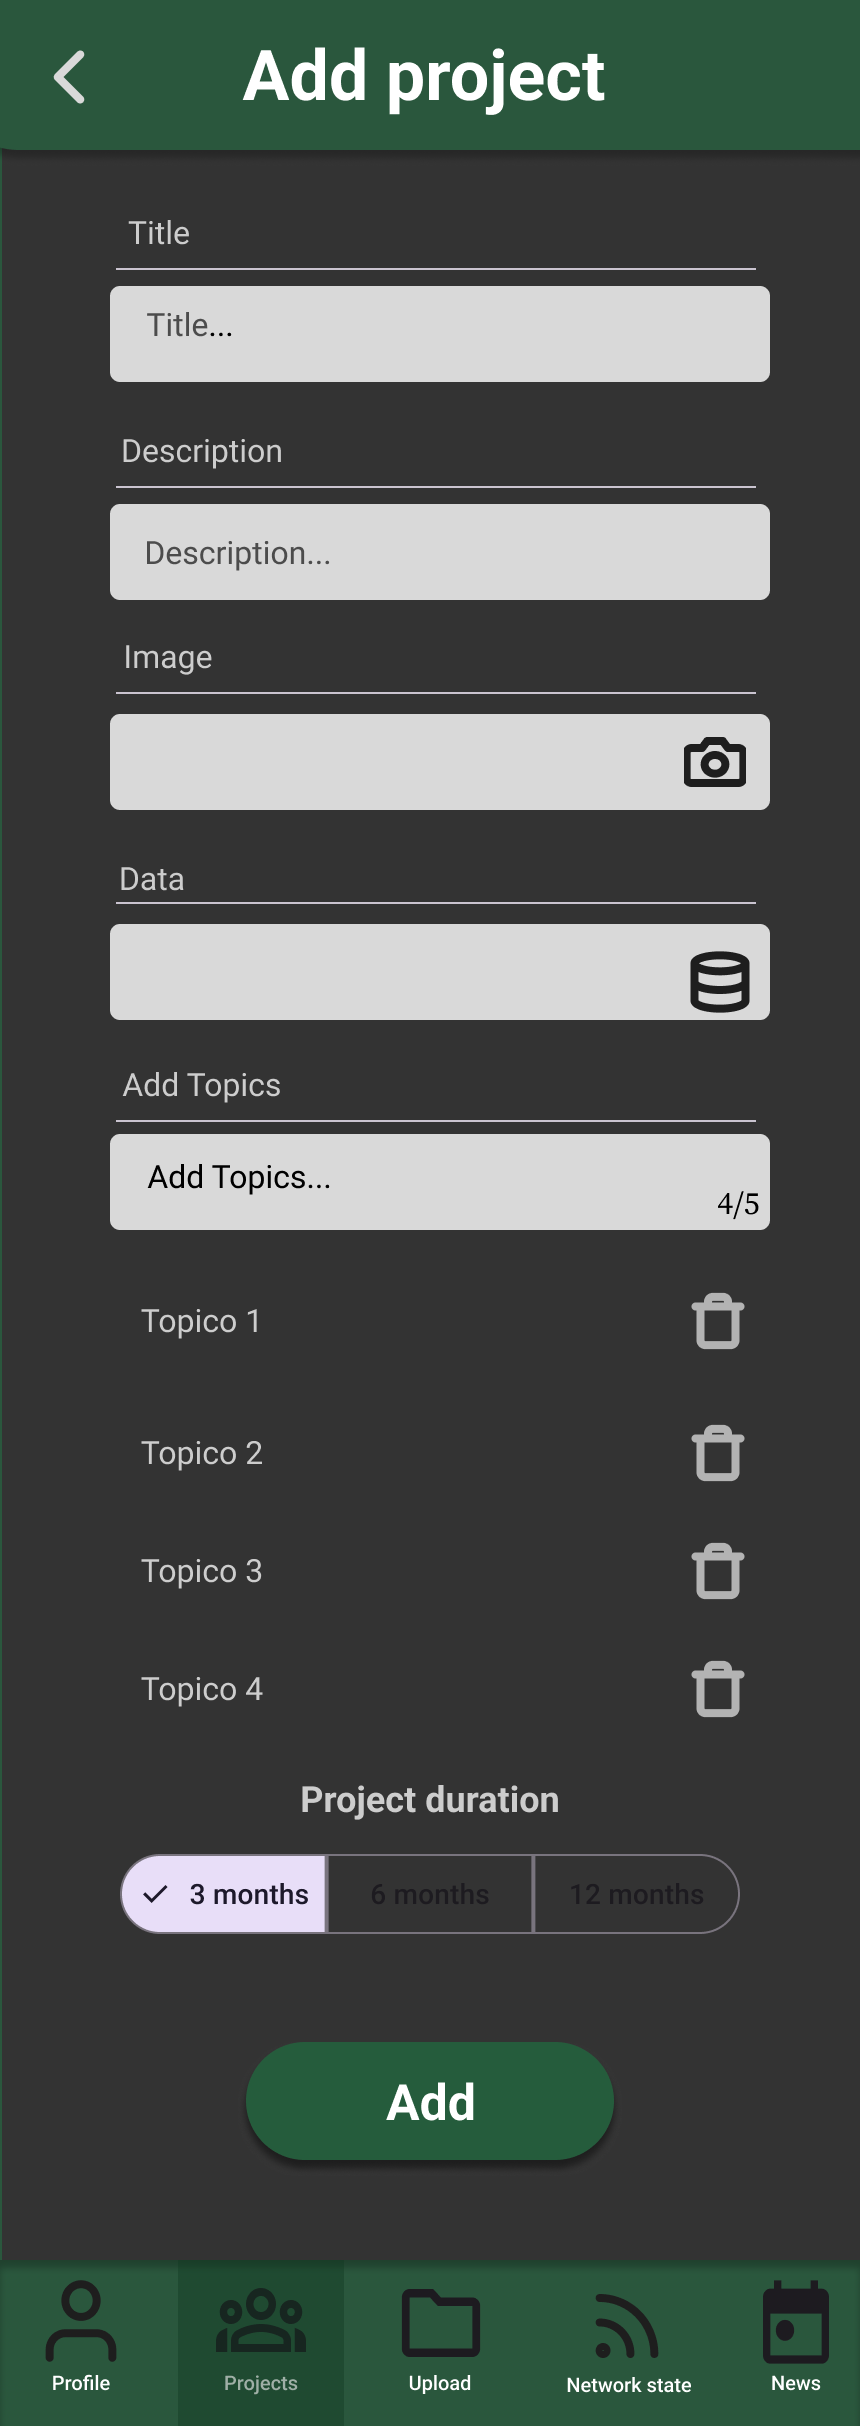 Add project
Title
Title...
Description
Description...
Image
Data
Add Topics
Add Topics...
4/5
Topico 1
Topico 2
Topico 3
Topico 4
Project duration
3 months 6 months 12 months
Add
Profile Projects Upload Network state News